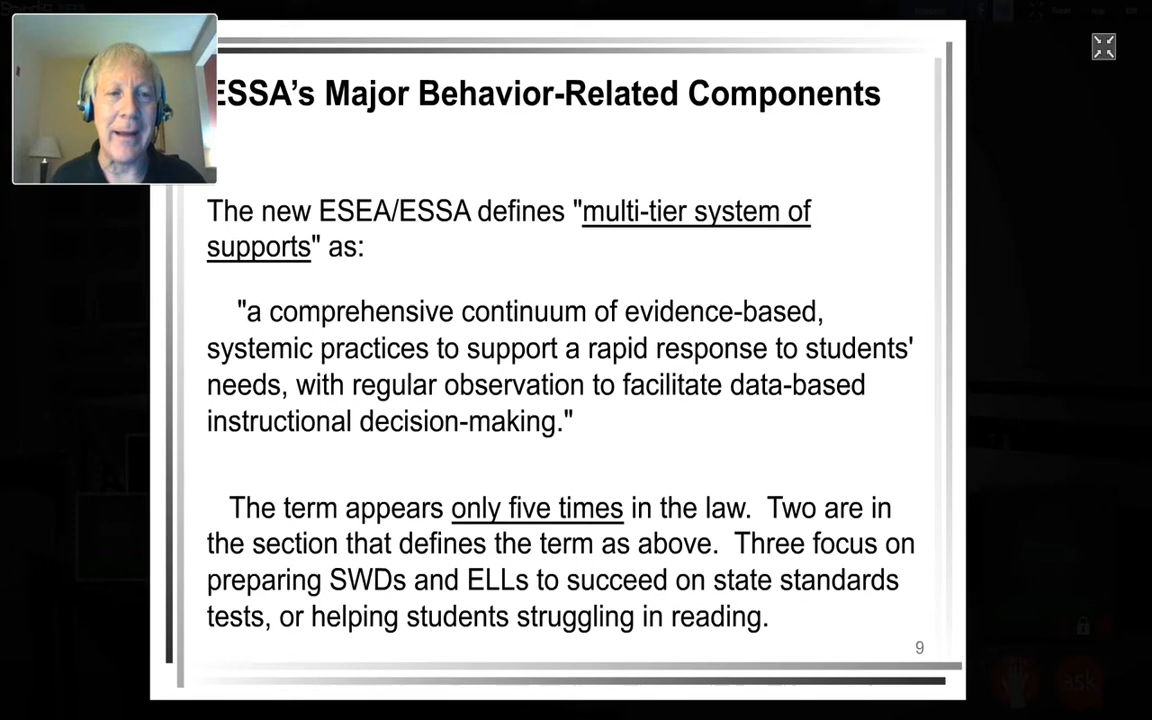 ESSA's Major Behavior-Related Components
The new ESEA/ESSA defines "multi-tier system of
supports" as:
"a comprehensive continuum of evidence-based,
systemic practices to support a rapid response to students'
needs, with regular observation to facilitate data-based
instructional decision-making."
The term appears only five times in the law.  Two are in
the section that defines the term as above.  Three focus on
preparing SWDs and ELLs to succeed on state standards
tests, or helping students struggling in reading.
9
ask